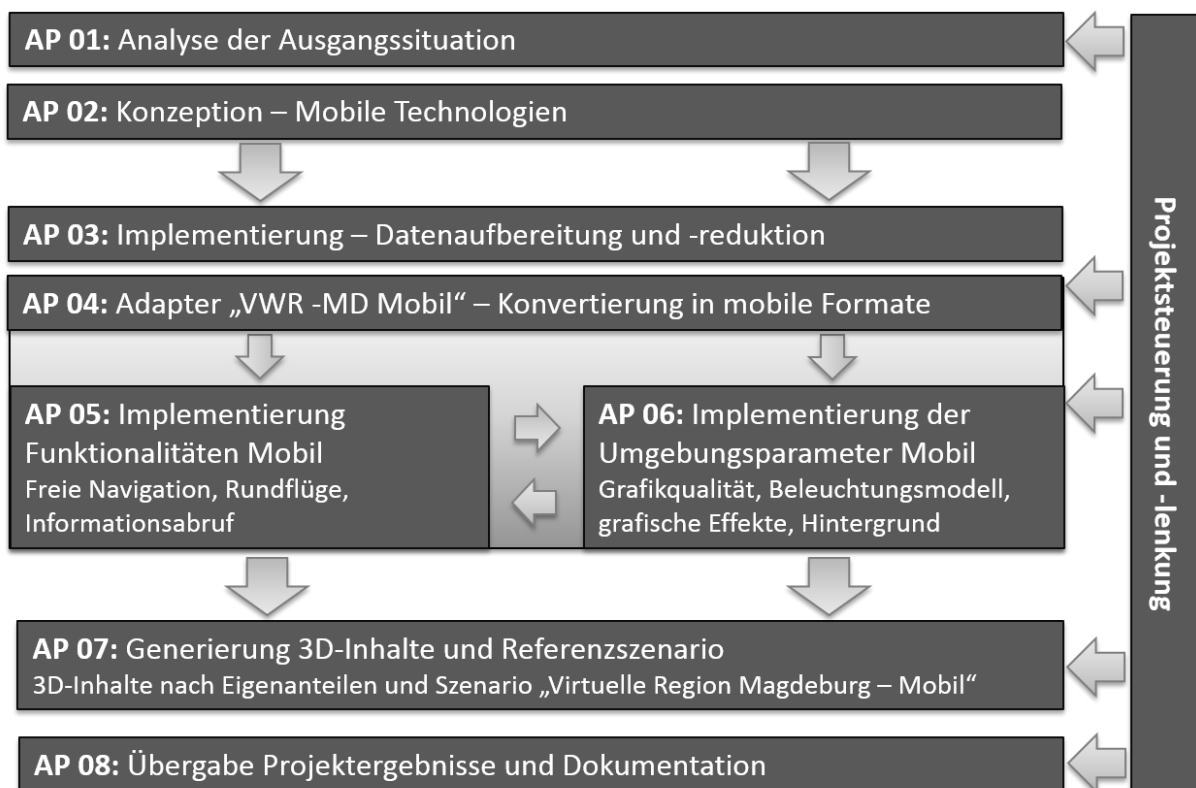 AP 01: Analyse der Ausgangssituation
AP 02: Konzeption – Mobile Technologien
AP 03: Implementierung – Datenaufbereitung und -reduktion
AP 04: Adapter „VWR -MD Mobil“ – Konvertierung in mobile Formate
AP 05: Implementierung
Funktionalitäten Mobil
Freie Navigation, Rundflüge,
Informationsabruf
AP 06: Implementierung der
Umgebungsparameter Mobil
Grafikqualität, Beleuchtungsmodell,
grafische Effekte, Hintergrund
AP 07: Generierung 3D-Inhalte und Referenzszenario
3D-Inhalte nach Eigenanteilen und Szenario „Virtuelle Region Magdeburg – Mobil“
AP 08: Übergabe Projektergebnisse und Dokumentation
Projektsteuerung und -lenkung